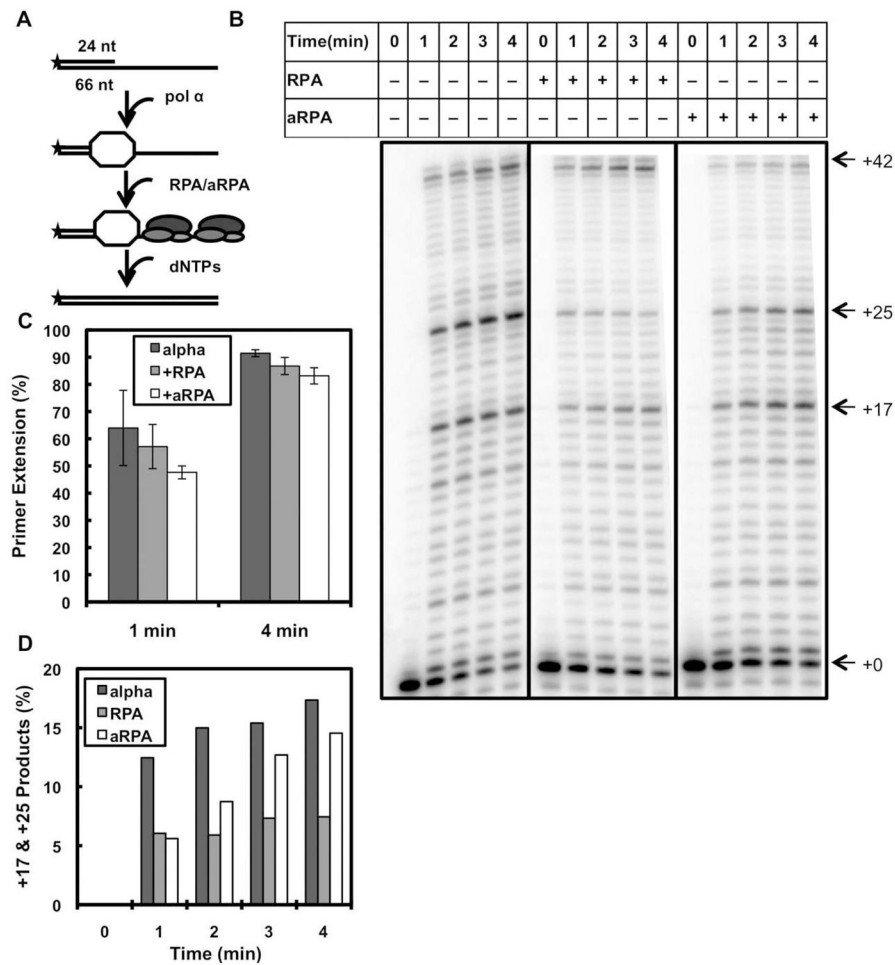 A
24 nt
66 nt
pol α
RPA/aRPA
dNTPs
B
Time(min) 0 1 2 3 4 0 1 2 3 4 0 1 2 3 4
RPA – – – – – + + + + + – – – – –
aRPA – – – – – – – – – – + + + + +
+42
+25
+17
+0
C
Primer Extension (%)
100
90
80
70
60
50
40
30
20
10
0
alpha
+RPA
+aRPA
1 min 4 min
D
+17 & +25 Products (%)
20
15
10
5
0
alpha
RPA
aRPA
0 1 2 3 4
Time (min)